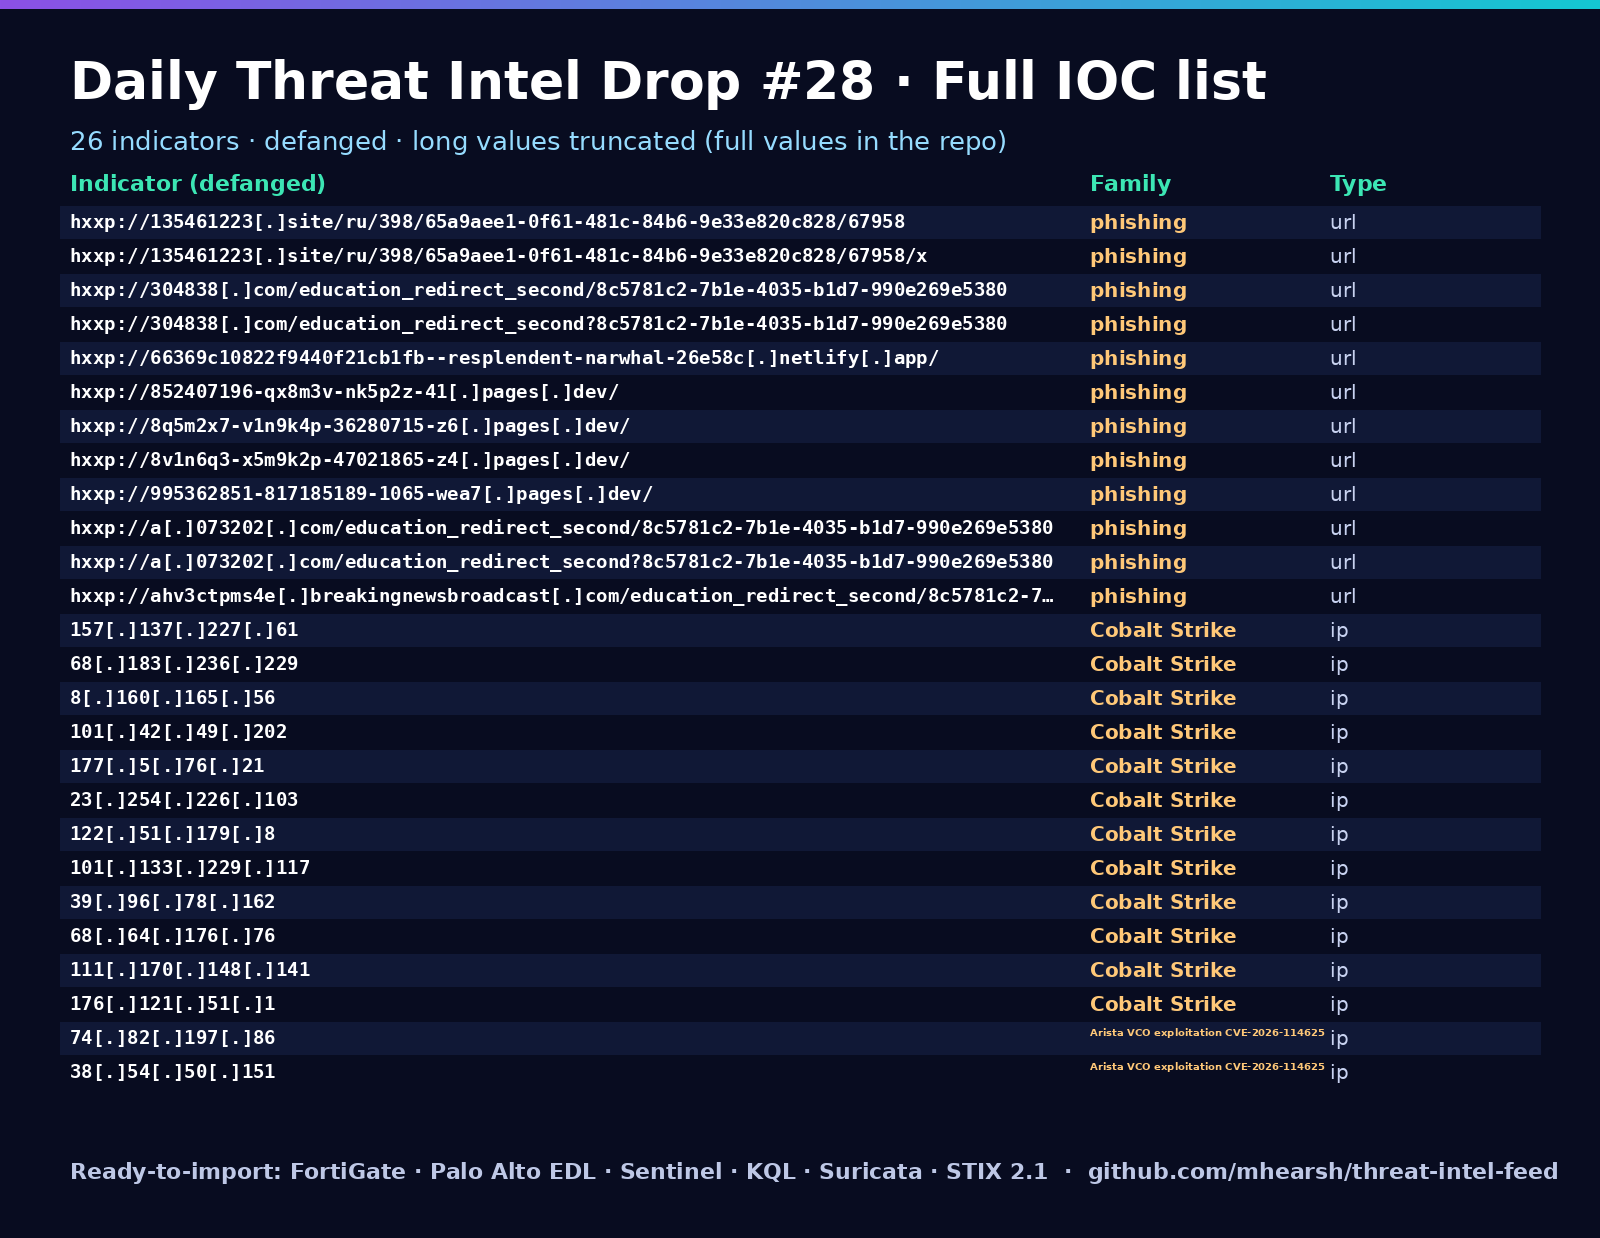 Daily Threat Intel Drop #28 · Full IOC list
26 indicators · defanged · long values truncated (full values in the repo)
Indicator (defanged) Family Type
hxxp://135461223[.]site/ru/398/65a9aee1-0f61-481c-84b6-9e33e820c828/67958 phishing url
hxxp://135461223[.]site/ru/398/65a9aee1-0f61-481c-84b6-9e33e820c828/67958/x phishing url
hxxp://304838[.]com/education_redirect_second/8c5781c2-7b1e-4035-b1d7-990e269e5380 phishing url
hxxp://304838[.]com/education_redirect_second?8c5781c2-7b1e-4035-b1d7-990e269e5380 phishing url
hxxp://66369c10822f9440f21cb1fb--resplendent-narwhal-26e58c[.]netlify[.]app/ phishing url
hxxp://852407196-qx8m3v-nk5p2z-41[.]pages[.]dev/ phishing url
hxxp://8q5m2x7-v1n9k4p-36280715-z6[.]pages[.]dev/ phishing url
hxxp://8v1n6q3-x5m9k2p-47021865-z4[.]pages[.]dev/ phishing url
hxxp://995362851-817185189-1065-wea7[.]pages[.]dev/ phishing url
hxxp://a[.]073202[.]com/education_redirect_second/8c5781c2-7b1e-4035-b1d7-990e269e5380 phishing url
hxxp://a[.]073202[.]com/education_redirect_second?8c5781c2-7b1e-4035-b1d7-990e269e5380 phishing url
hxxp://ahv3ctpms4e[.]breakingnewsbroadcast[.]com/education_redirect_second/8c5781c2-7… phishing url
157[.]137[.]227[.]61 Cobalt Strike ip
68[.]183[.]236[.]229 Cobalt Strike ip
8[.]160[.]165[.]56 Cobalt Strike ip
101[.]42[.]49[.]202 Cobalt Strike ip
177[.]5[.]76[.]21 Cobalt Strike ip
23[.]254[.]226[.]103 Cobalt Strike ip
122[.]51[.]179[.]8 Cobalt Strike ip
101[.]133[.]229[.]117 Cobalt Strike ip
39[.]96[.]78[.]162 Cobalt Strike ip
68[.]64[.]176[.]76 Cobalt Strike ip
111[.]170[.]148[.]141 Cobalt Strike ip
176[.]121[.]51[.]1 Cobalt Strike ip
74[.]82[.]197[.]86 Arista VCO exploitation CVE-2026-114625 ip
38[.]54[.]50[.]151 Arista VCO exploitation CVE-2026-114625 ip
Ready-to-import: FortiGate · Palo Alto EDL · Sentinel · KQL · Suricata · STIX 2.1 · github.com/mhearsh/threat-intel-feed